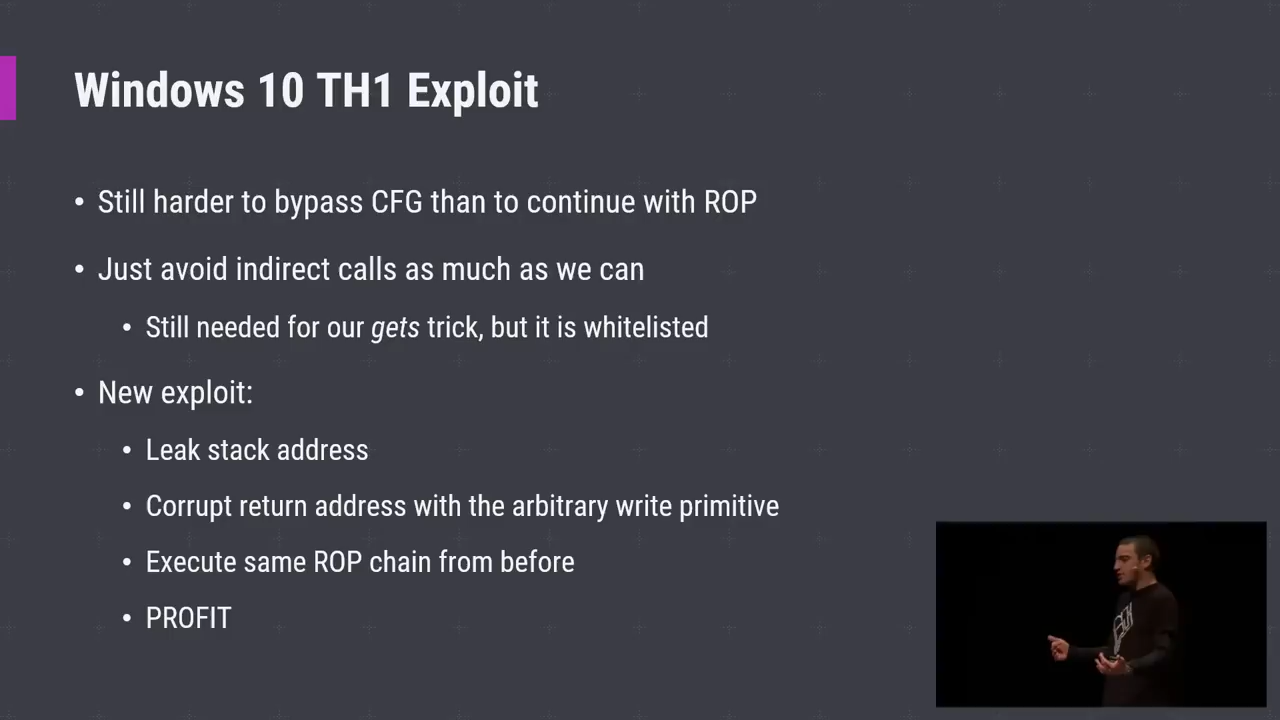 Windows 10 TH1 Exploit
• Still harder to bypass CFG than to continue with ROP
• Just avoid indirect calls as much as we can
• Still needed for our gets trick, but it is whitelisted
• New exploit:
• Leak stack address
• Corrupt return address with the arbitrary write primitive
• Execute same ROP chain from before
• PROFIT